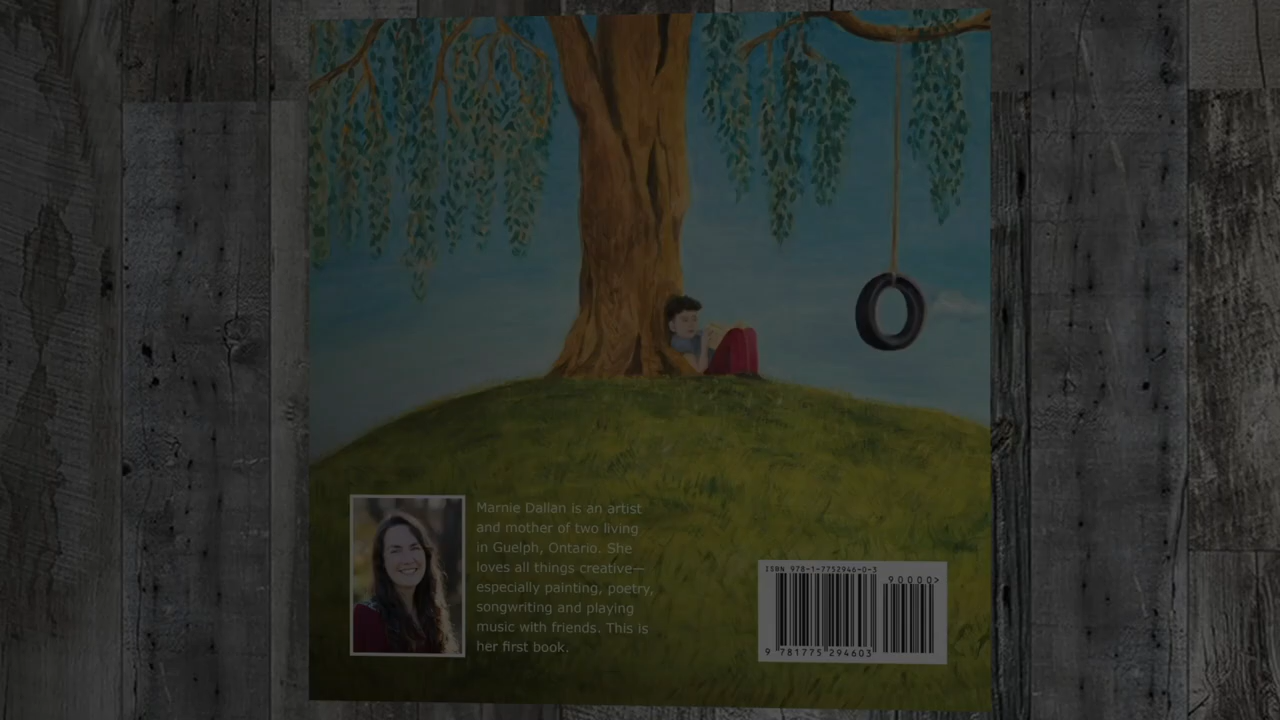 Marnie Dallan is an artist
and mother of two living
in Guelph, Ontario. She
loves all things creative—
especially painting, poetry,
songwriting and playing
music with friends. This is
her first book.
ISBN 978-1-7752946-0-3
90000>
9 781775 294603